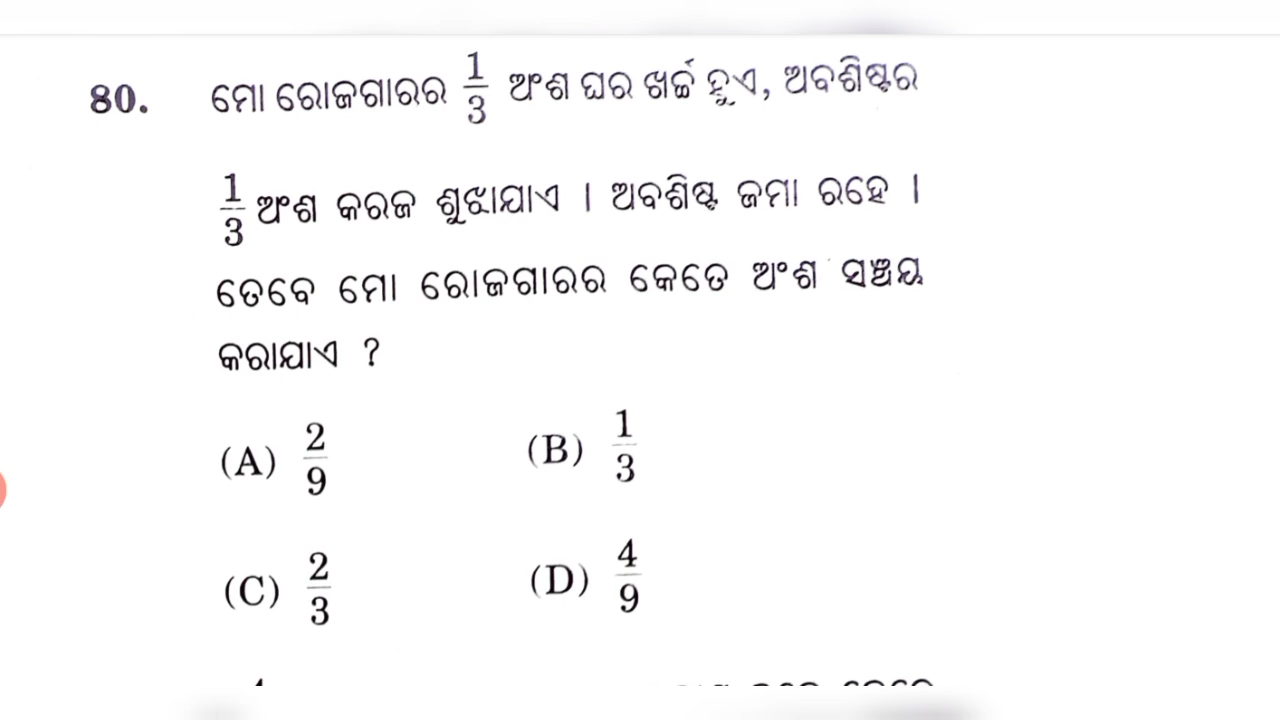 80. ମୋ ରୋଜଗାରର 1/3 ଅଂଶ ଘର ଖର୍ଚ୍ଚ ହୁଏ, ଅବଶିଷ୍ଟର
1/3 ଅଂଶ କରଜ ଶୁଝାଯାଏ । ଅବଶିଷ୍ଟ ଜମା ରହେ ।
ତେବେ ମୋ ରୋଜଗାରର କେତେ ଅଂଶ ସଞ୍ଚୟ
କରାଯାଏ ?
(A) 2/9 (B) 1/3
(C) 2/3 (D) 4/9